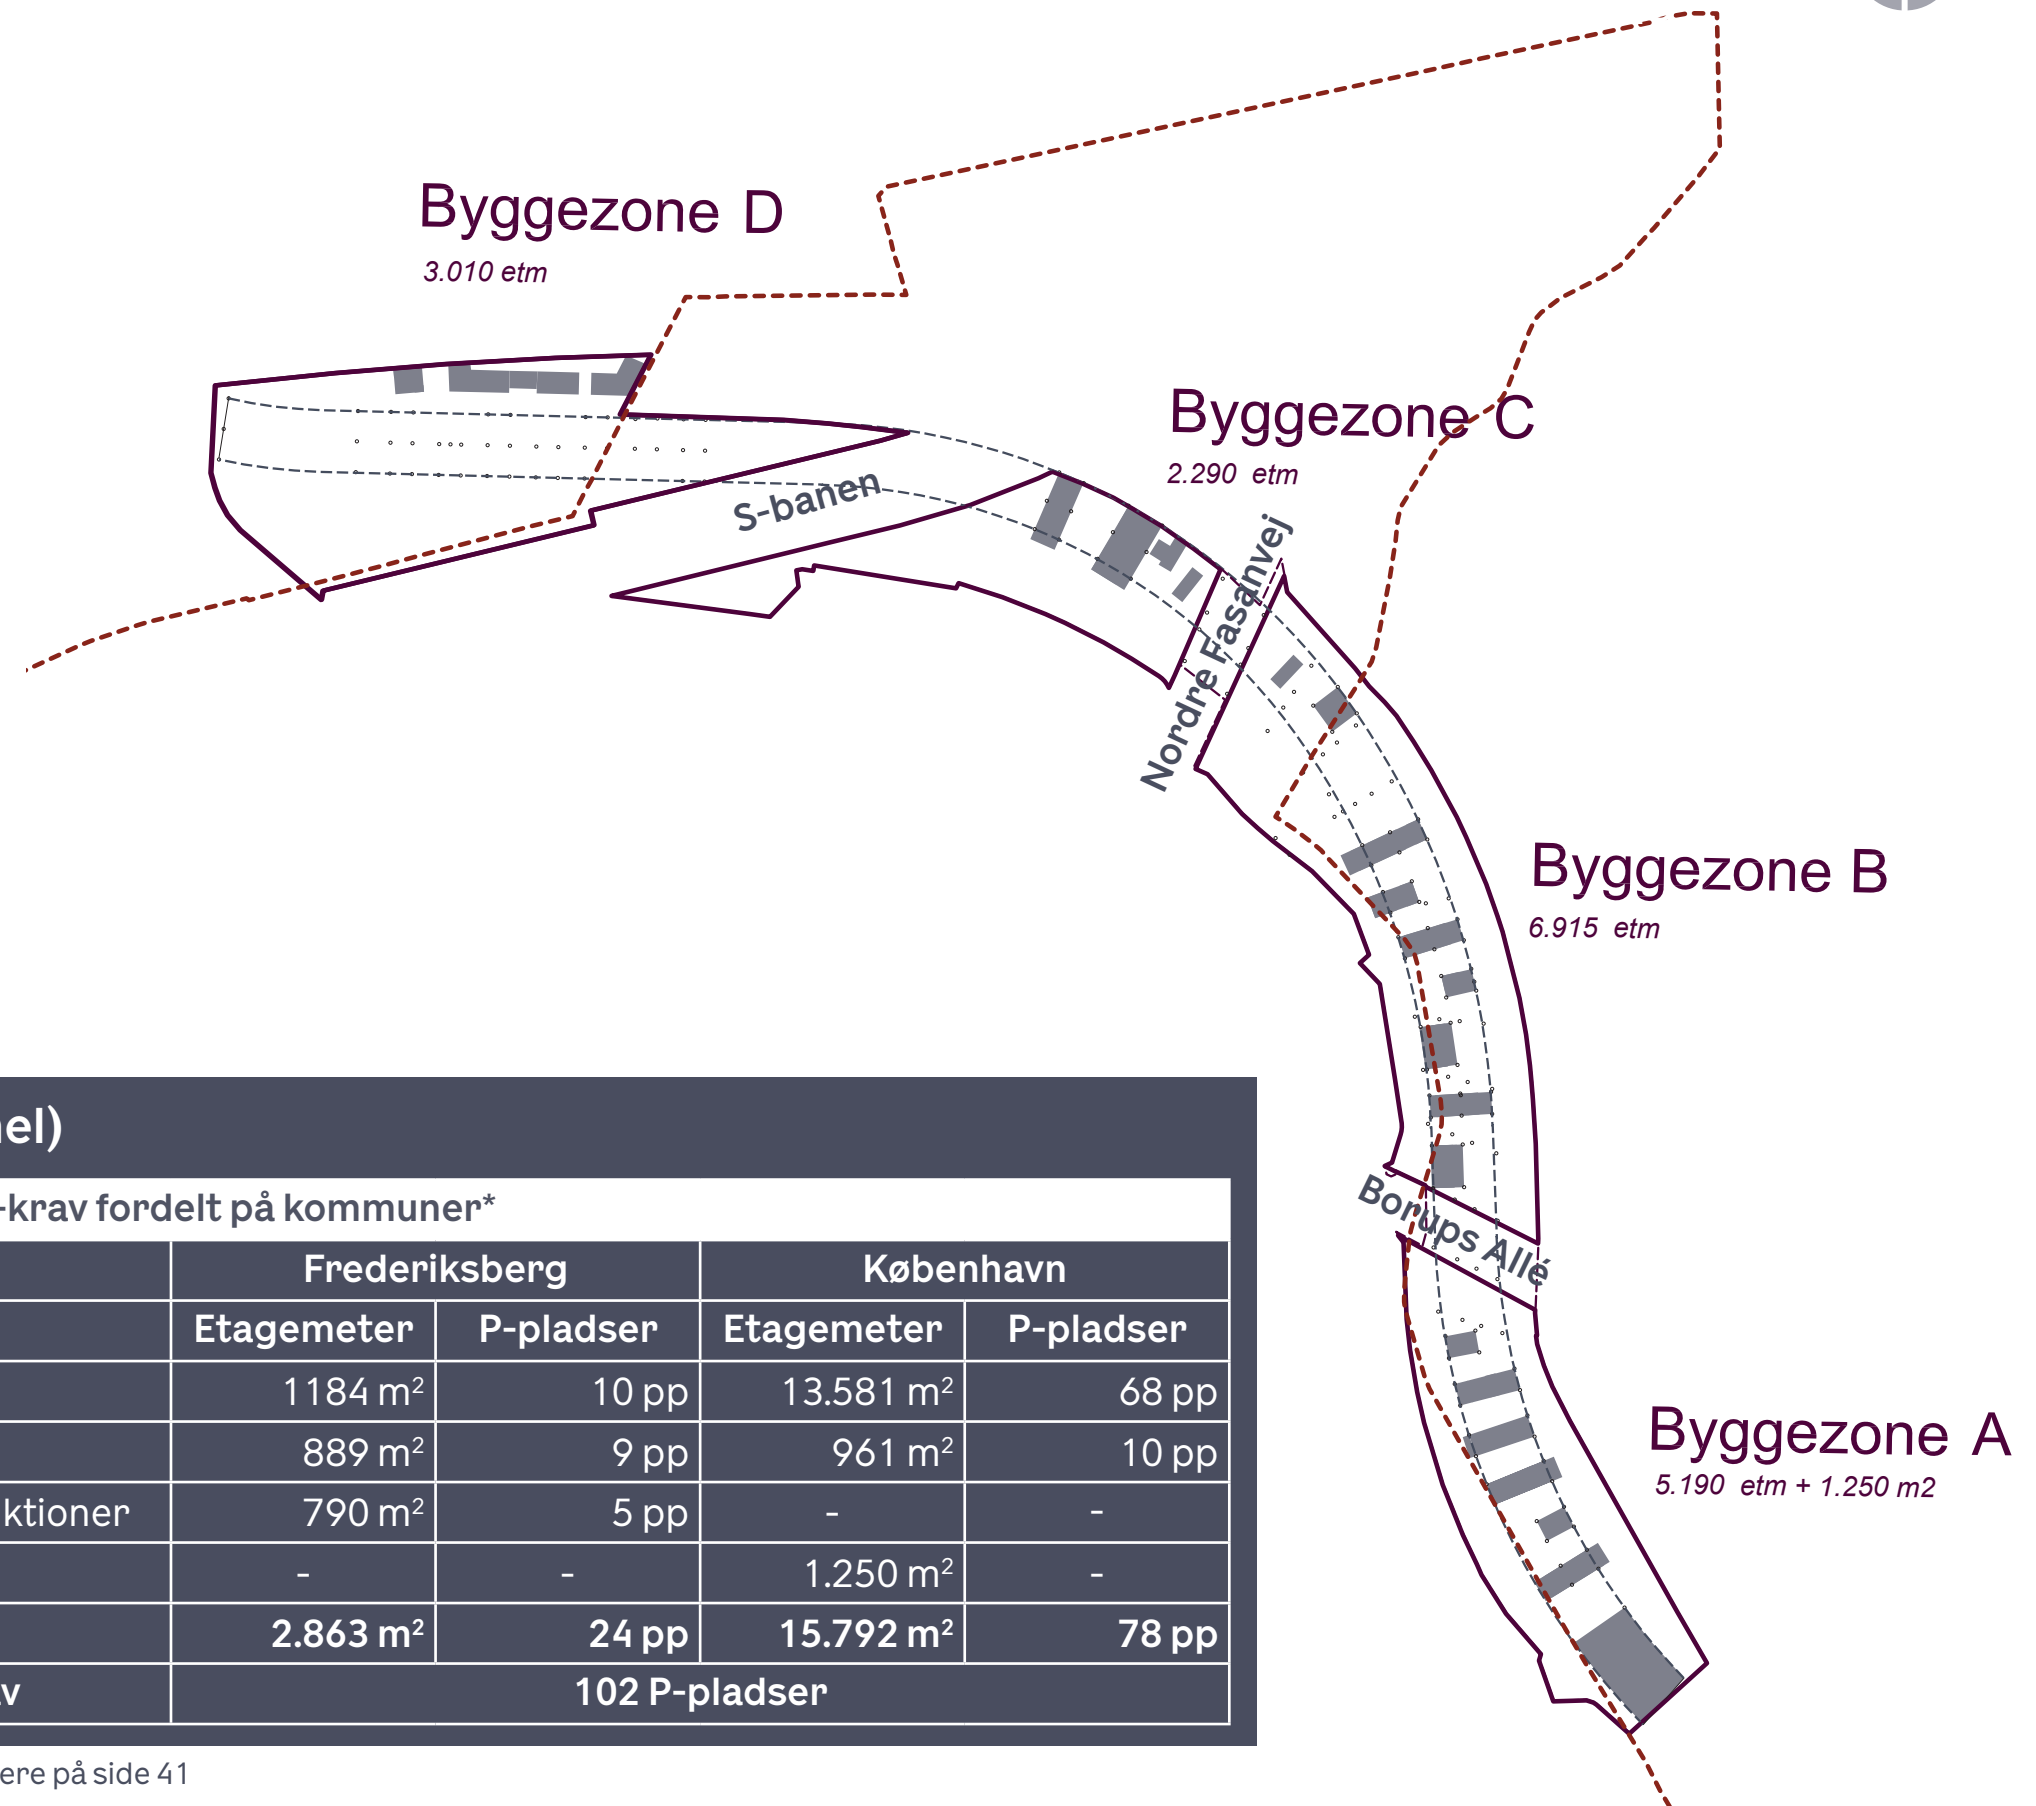 Byggezone D
3.010 etm
Byggezone C
2.290 etm
S-banen
Nordre Fasanvej
Byggezone B
6.915 etm
Borups Allé
Byggezone A
5.190 etm + 1.250 m2
nel)
-krav fordelt på kommuner*
Frederiksberg København
Etagemeter P-pladser Etagemeter P-pladser
1184 m² 10 pp 13.581 m² 68 pp
889 m² 9 pp 961 m² 10 pp
ktioner 790 m² 5 pp - -
- - 1.250 m² -
2.863 m² 24 pp 15.792 m² 78 pp
av 102 P-pladser
ere på side 41